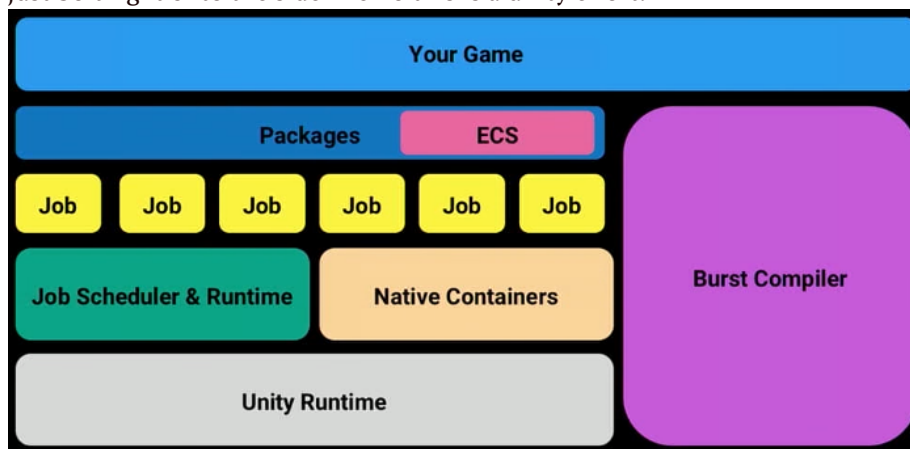 Your Game
Packages
ECS
Job
Job
Job
Job
Job
Job
Job Scheduler & Runtime
Native Containers
Burst Compiler
Unity Runtime